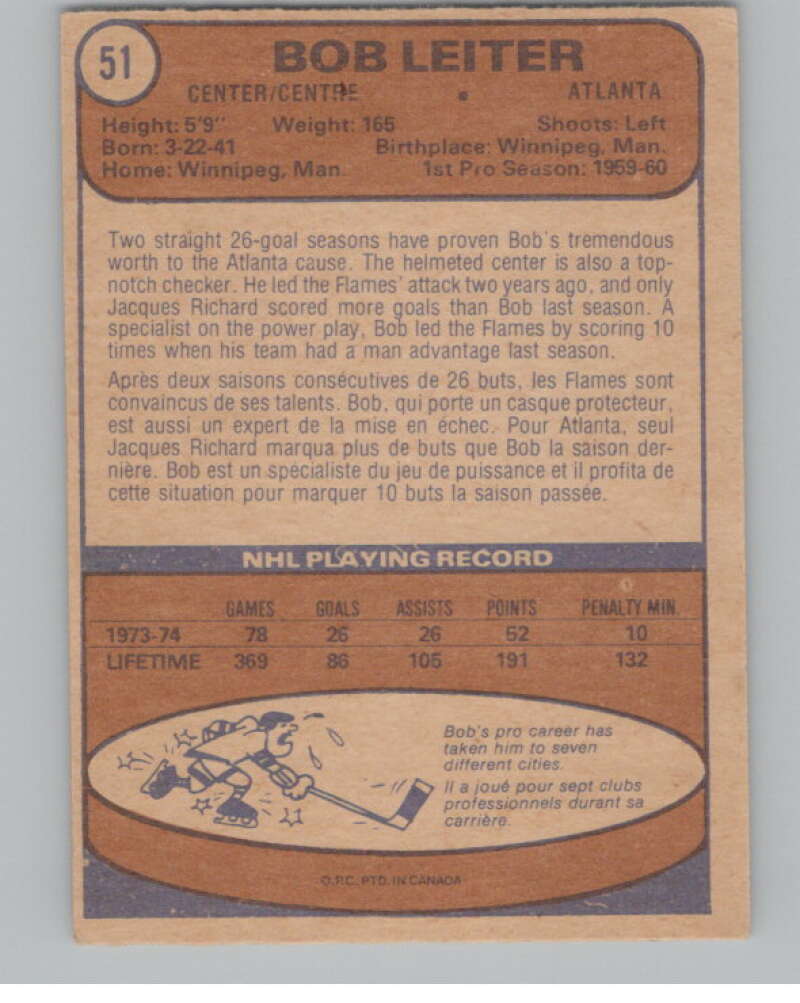 51
BOB LEITER
CENTER/CENTRE • ATLANTA
Height: 5'9" Weight: 165 Shoots: Left
Born: 3-22-41 Birthplace: Winnipeg, Man.
Home: Winnipeg, Man. 1st Pro Season: 1959-60
Two straight 26-goal seasons have proven Bob's tremendous
worth to the Atlanta cause. The helmeted center is also a top-
notch checker. He led the Flames' attack two years ago, and only
Jacques Richard scored more goals than Bob last season. A
specialist on the power play, Bob led the Flames by scoring 10
times when his team had a man advantage last season.
Après deux saisons consécutives de 26 buts, les Flames sont
convaincus de ses talents. Bob, qui porte un casque protecteur,
est aussi un expert de la mise en échec. Pour Atlanta, seul
Jacques Richard marqua plus de buts que Bob la saison der-
nière. Bob est un spécialiste du jeu de puissance et il profita de
cette situation pour marquer 10 buts la saison passée.
NHL PLAYING RECORD
GAMES GOALS ASSISTS POINTS PENALTY MIN.
1973-74 78 26 26 52 10
LIFETIME 369 86 105 191 132
Bob's pro career has
taken him to seven
different cities.
Il a joué pour sept clubs
professionnels durant sa
carrière.
O.P.C. PTD. IN CANADA